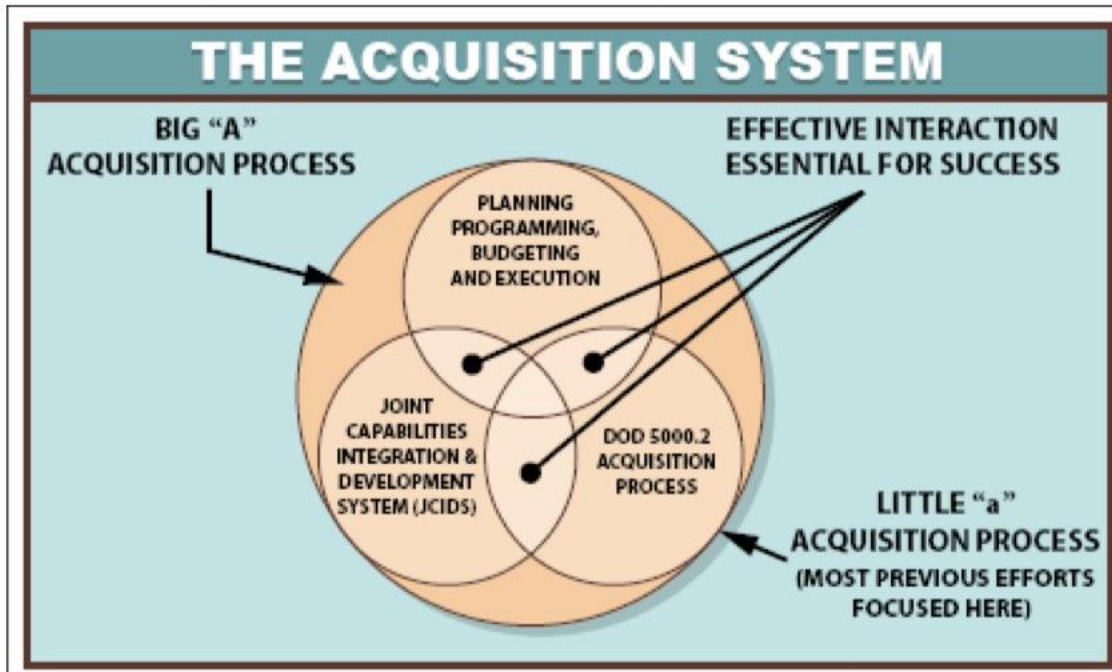 THE ACQUISITION SYSTEM
BIG “A”
ACQUISITION PROCESS
EFFECTIVE INTERACTION
ESSENTIAL FOR SUCCESS
PLANNING
PROGRAMMING,
BUDGETING
AND EXECUTION
JOINT
CAPABILITIES
INTEGRATION &
DEVELOPMENT
SYSTEM (JCIDS)
DOD 5000.2
ACQUISITION
PROCESS
LITTLE “a”
ACQUISITION PROCESS
(MOST PREVIOUS EFFORTS
FOCUSED HERE)